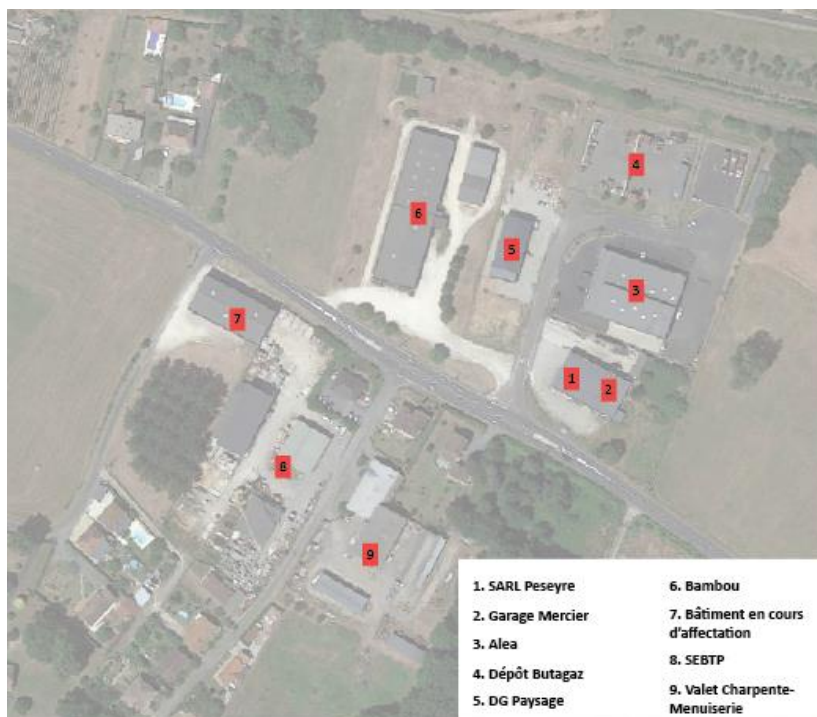 4
6
5
3
7
1
2
8
9
1. SARL Peseyre
2. Garage Mercier
3. Alea
4. Dépôt Butagaz
5. DG Paysage
6. Bambou
7. Bâtiment en cours
d'affectation
8. SEBTP
9. Valet Charpente-
Menuiserie